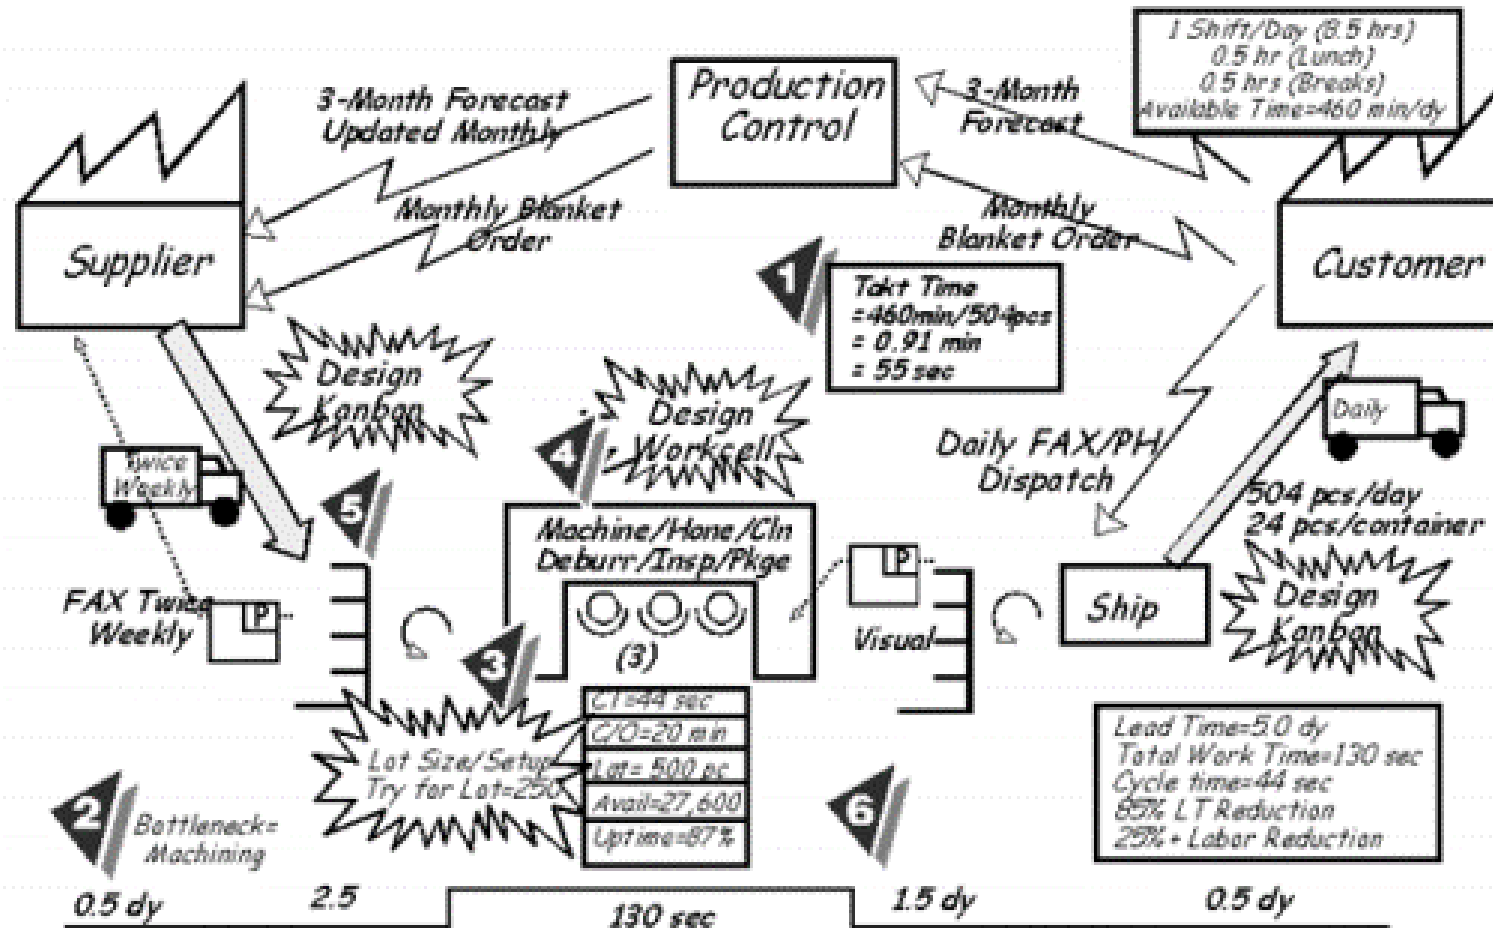 1 Shift/Day (8.5 hrs)
0.5 hr (Lunch)
0.5 hrs (Breaks)
Available Time=460 min/dy
Production
Control
3-Month Forecast
Updated Monthly
3-Month
Forecast
Monthly Blanket
Order
Monthly
Blanket Order
Supplier
Customer
1
Takt Time
=460min/504pcs
= 0.91 min
= 55 sec
Design
Kanban
4
Design
Workcell
Daily
Daily FAX/PH
Dispatch
Twice
Weekly
5
504 pcs/day
24 pcs/container
Machine/Hone/Cln
Deburr/Insp/Pkge
P
P
FAX Twice
Weekly
Visual
Ship
Design
Kanban
3
(3)
CT=44 sec
C/O=20 min
Lot= 500 pc
Avail=27,600
Uptime=87%
Lot Size/Setup
Try for Lot=250
Lead Time=5.0 dy
Total Work Time=130 sec
Cycle time=44 sec
85% LT Reduction
25% + Labor Reduction
2
Bottleneck=
Machining
6
0.5 dy
2.5
130 sec
1.5 dy
0.5 dy